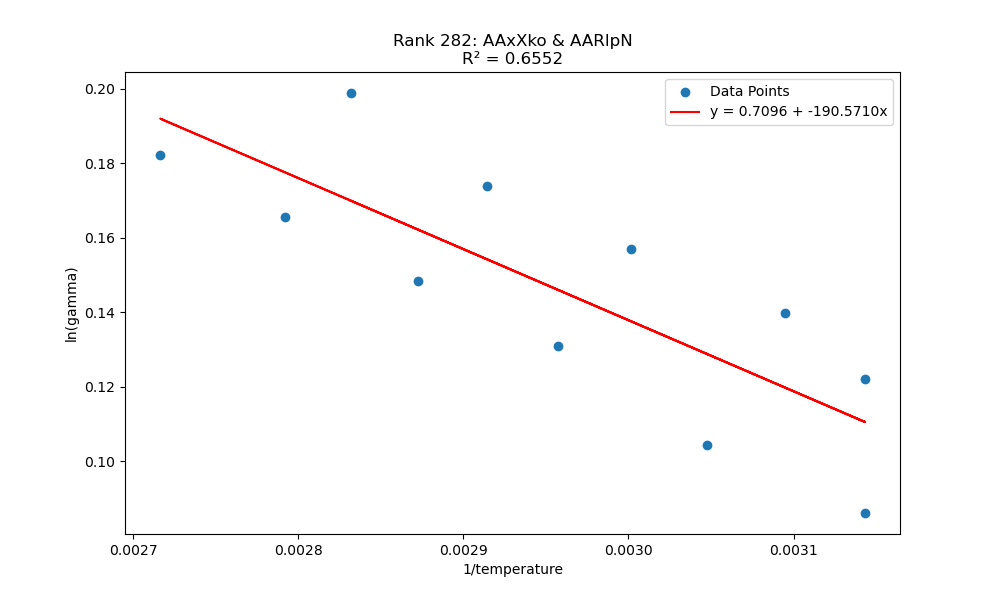 Rank 282: AAxXko & AARlpN
R² = 0.6552
Data Points
y = 0.7096 + -190.5710x
0.20
0.18
0.16
0.14
0.12
0.10
ln(gamma)
0.0027
0.0028
0.0029
0.0030
0.0031
1/temperature